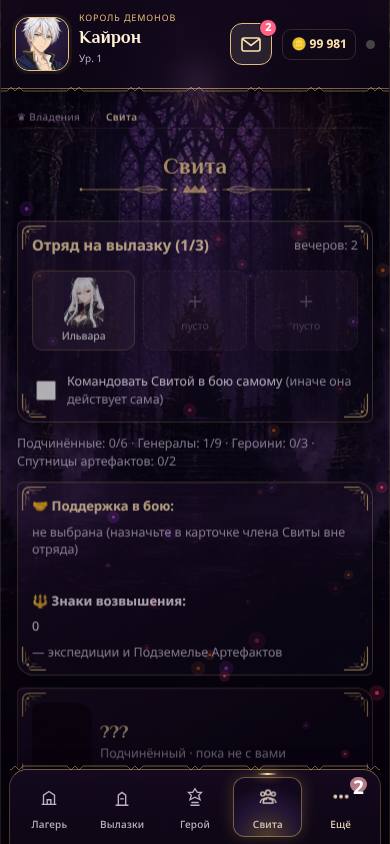 КОРОЛЬ ДЕМОНОВ
Кайрон
Ур. 1
2
99 981
Владения / Свита
Свита
Отряд на вылазку (1/3)
вечеров: 2
Ильвара
+
пусто
+
пусто
Командовать Свитой в бою самому (иначе она
действует сама)
Подчинённые: 0/6 · Генералы: 1/9 · Героини: 0/3 ·
Спутницы артефактов: 0/2
Поддержка в бою:
не выбрана (назначьте в карточке члена Свиты вне
отряда)
Знаки возвышения:
0
— экспедиции и Подземелье Артефактов
???
Подчинённый · пока не с вами
Лагерь
Вылазки
Герой
Свита
Ещё
2